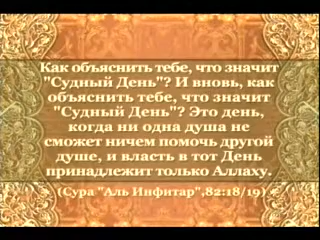 Как объяснить тебе, что значит
"Судный День"? И вновь, как
объяснить тебе, что значит
"Судный День"? Это день,
когда ни одна душа не
сможет ничем помочь другой
душе, и власть в тот День
принадлежит только Аллаху.
(Сура "Аль Инфитар",82:18/19)